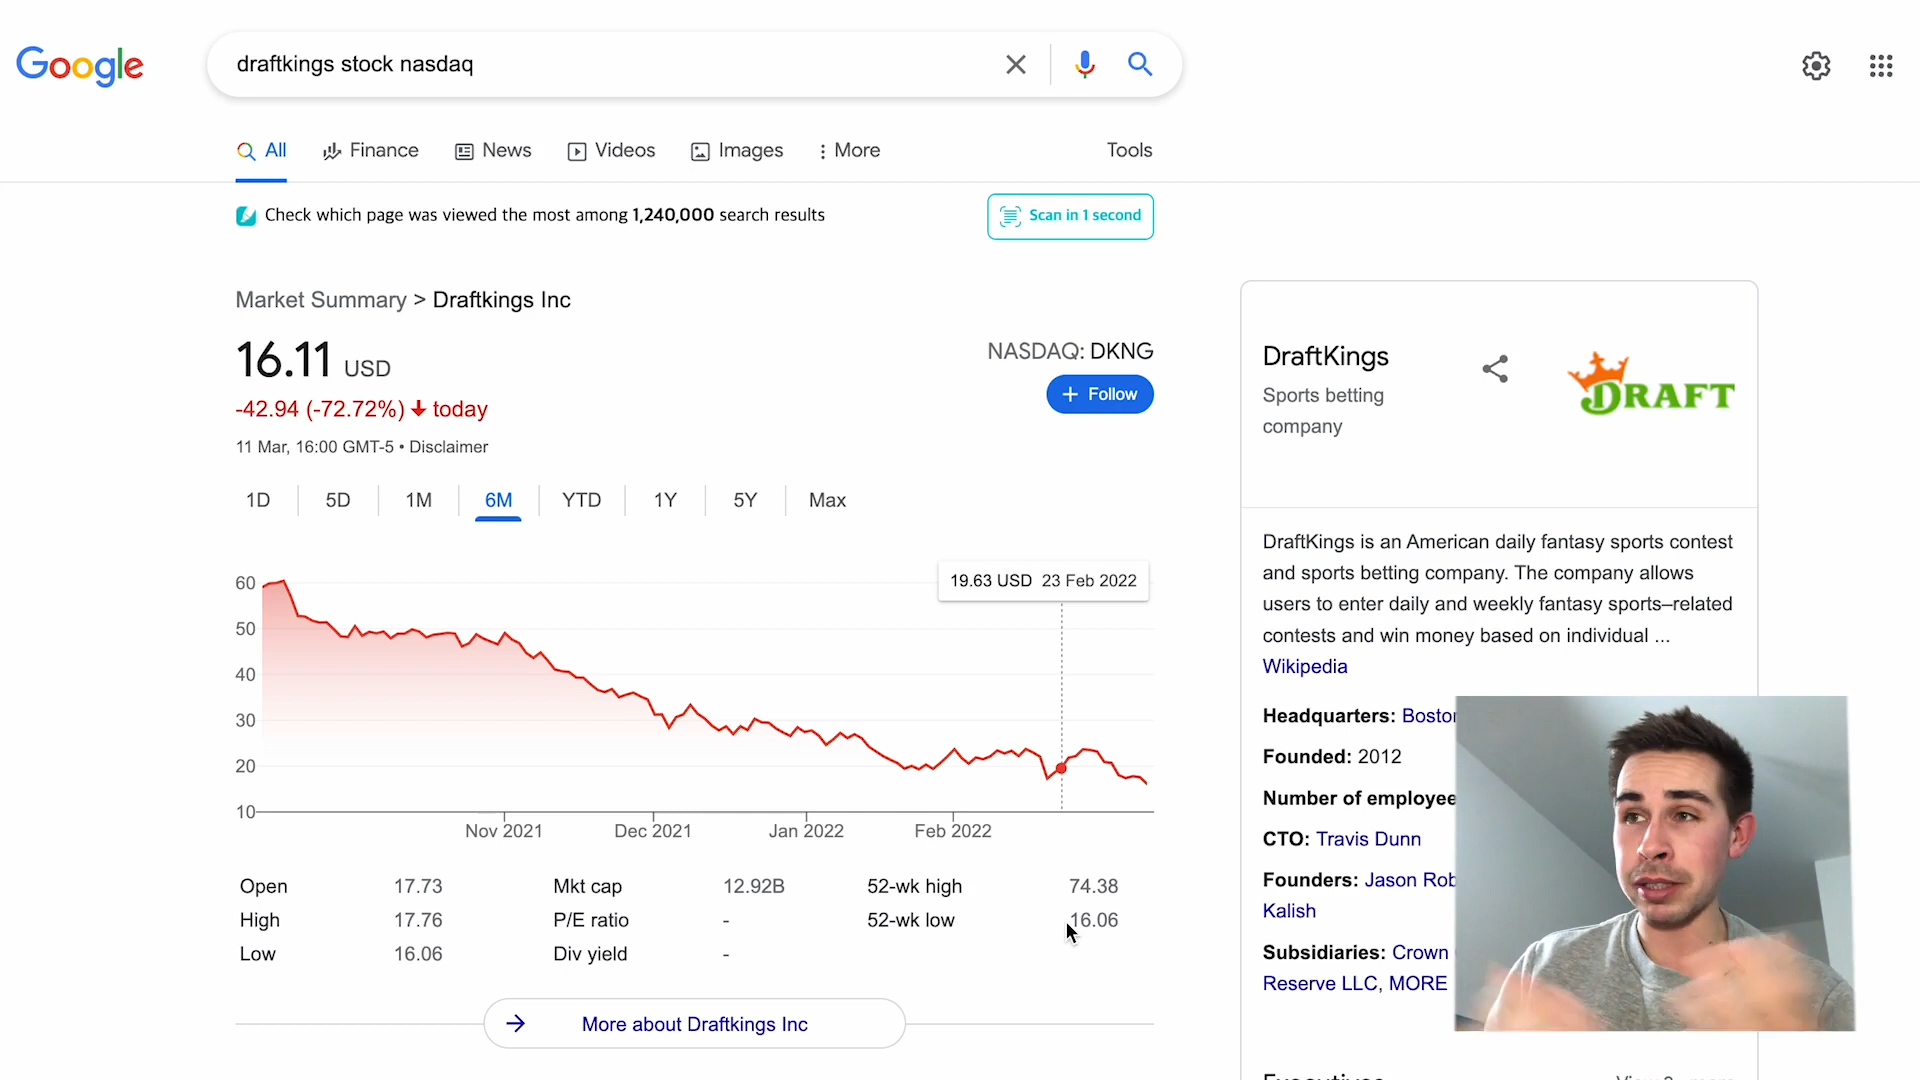 Google
draftkings stock nasdaq
All Finance News Videos Images More Tools
Check which page was viewed the most among 1,240,000 search results
Scan in 1 second
Market Summary > Draftkings Inc
16.11 USD
NASDAQ: DKNG
-42.94 (-72.72%) today
+ Follow
11 Mar, 16:00 GMT-5 • Disclaimer
1D 5D 1M 6M YTD 1Y 5Y Max
19.63 USD 23 Feb 2022
60
50
40
30
20
10
Nov 2021 Dec 2021 Jan 2022 Feb 2022
Open 17.73 Mkt cap 12.92B 52-wk high 74.38
High 17.76 P/E ratio - 52-wk low 16.06
Low 16.06 Div yield -
More about Draftkings Inc
DraftKings
Sports betting
company
DRAFT
DraftKings is an American daily fantasy sports contest
and sports betting company. The company allows
users to enter daily and weekly fantasy sports–related
contests and win money based on individual ...
Wikipedia
Headquarters: Boston
Founded: 2012
Number of employee
CTO: Travis Dunn
Founders: Jason Rob
Kalish
Subsidiaries: Crown
Reserve LLC, MORE